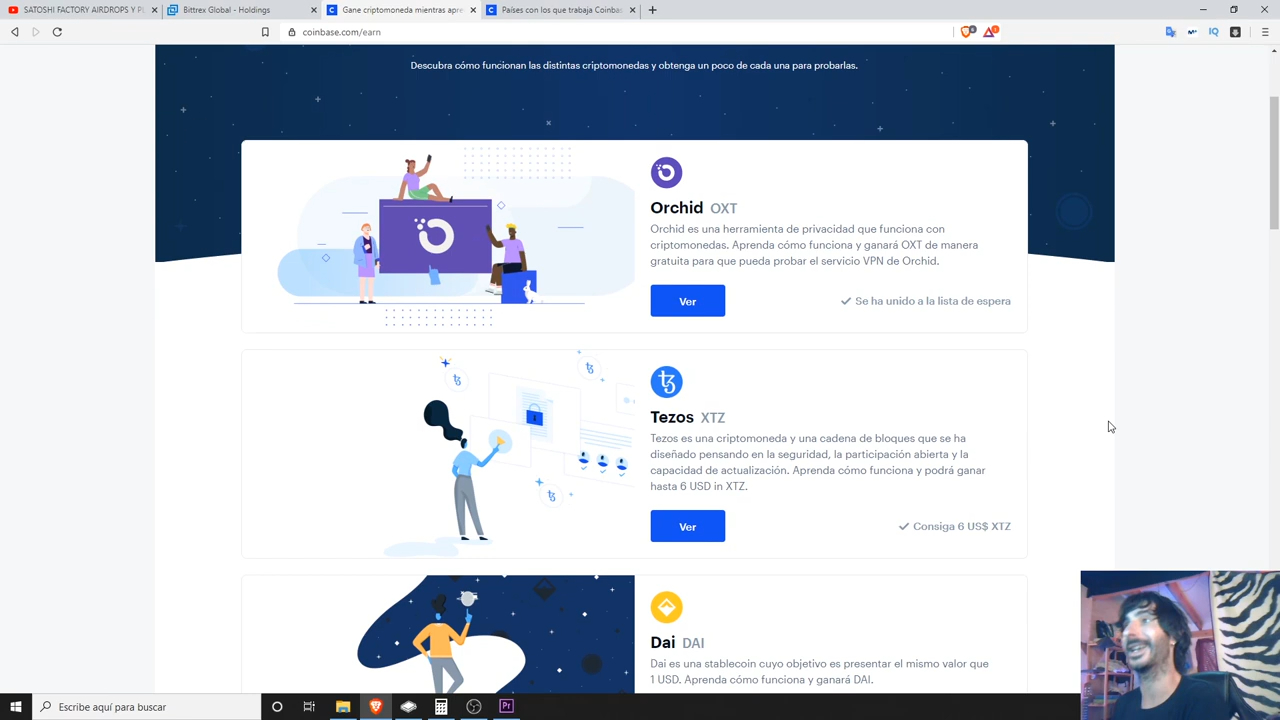 SATOSHI FACTORY AIRDROPS Y P
Bittrex Global - Holdings
Gane criptomoneda mientras apre
Países con los que trabaja Coinbas
coinbase.com/earn
Descubra cómo funcionan las distintas criptomonedas y obtenga un poco de cada una para probarlas.
Orchid OXT
Orchid es una herramienta de privacidad que funciona con
criptomonedas. Aprenda cómo funciona y ganará OXT de manera
gratuita para que pueda probar el servicio VPN de Orchid.
Ver
Se ha unido a la lista de espera
Tezos XTZ
Tezos es una criptomoneda y una cadena de bloques que se ha
diseñado pensando en la seguridad, la participación abierta y la
capacidad de actualización. Aprenda cómo funciona y podrá ganar
hasta 6 USD in XTZ.
Ver
Consiga 6 US$ XTZ
Dai DAI
Dai es una stablecoin cuyo objetivo es presentar el mismo valor que
1 USD. Aprenda cómo funciona y ganará DAI.
Escribe aquí para buscar